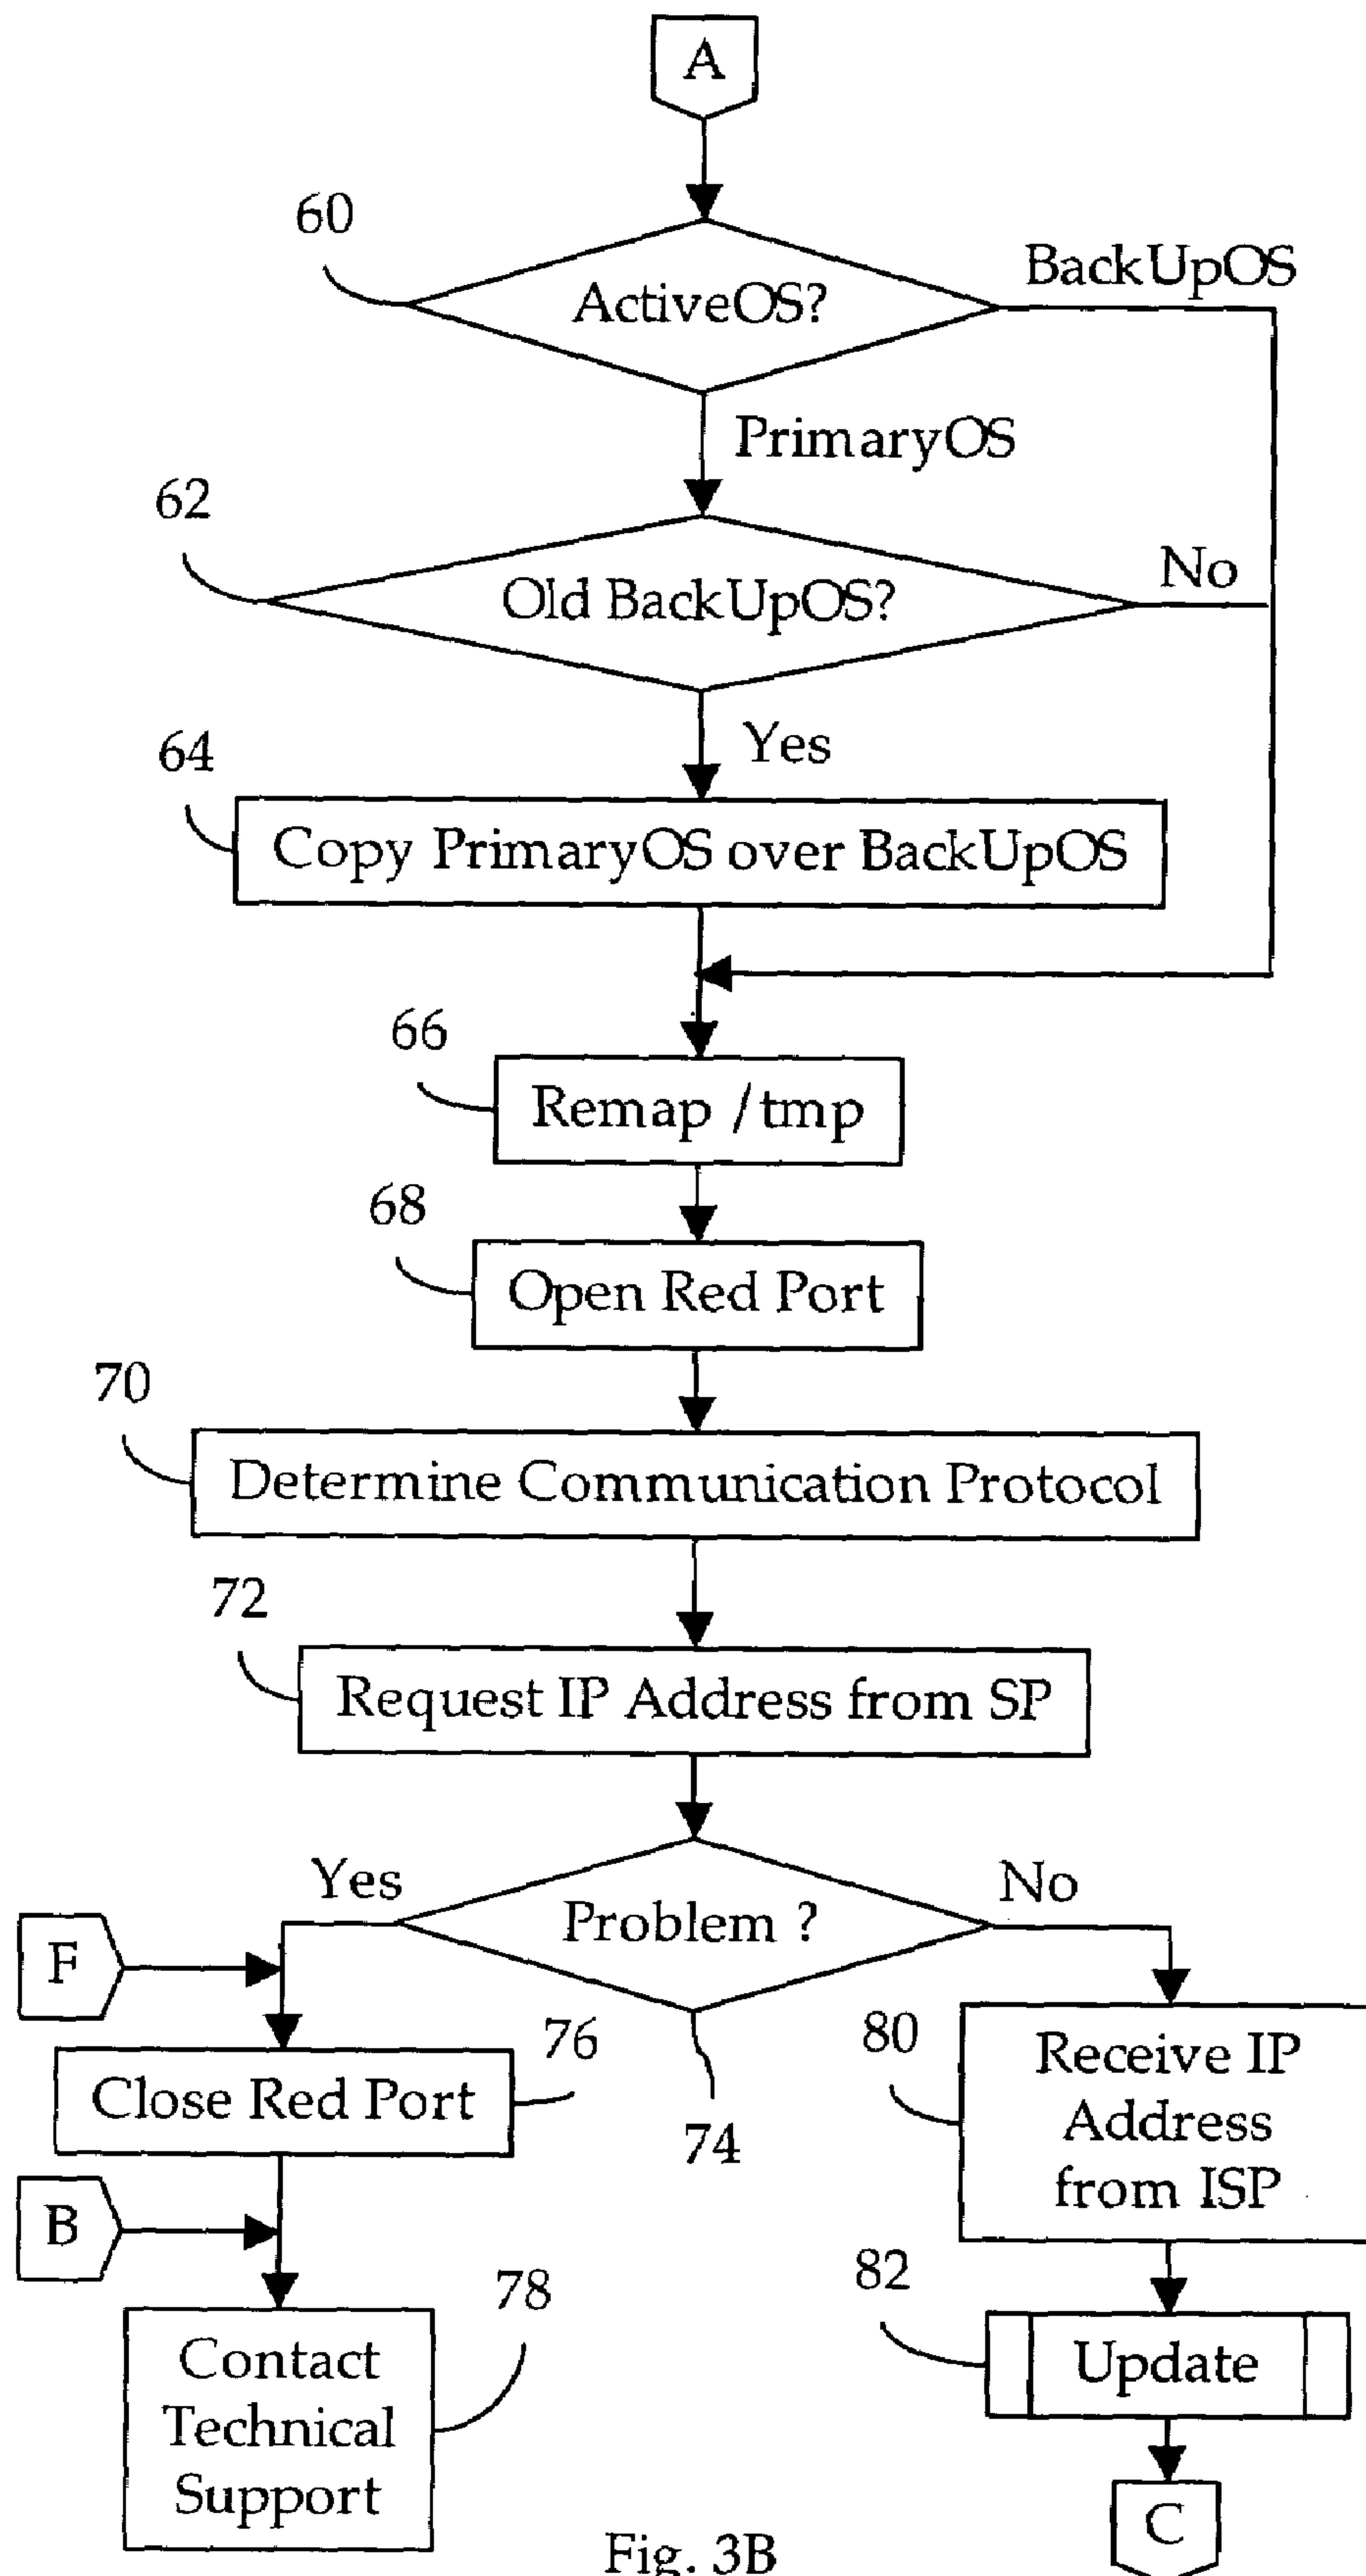 A
60
BackUpOS
ActiveOS?
PrimaryOS
62
No
Old BackUpOS?
Yes
64
Copy PrimaryOS over BackUpOS
66
Remap /tmp
68
Open Red Port
70
Determine Communication Protocol
72
Request IP Address from SP
Yes
No
Problem ?
F
74
76
Close Red Port
80
Receive IP
Address
from ISP
B
78
Contact
Technical
Support
82
Update
C
Fig. 3B